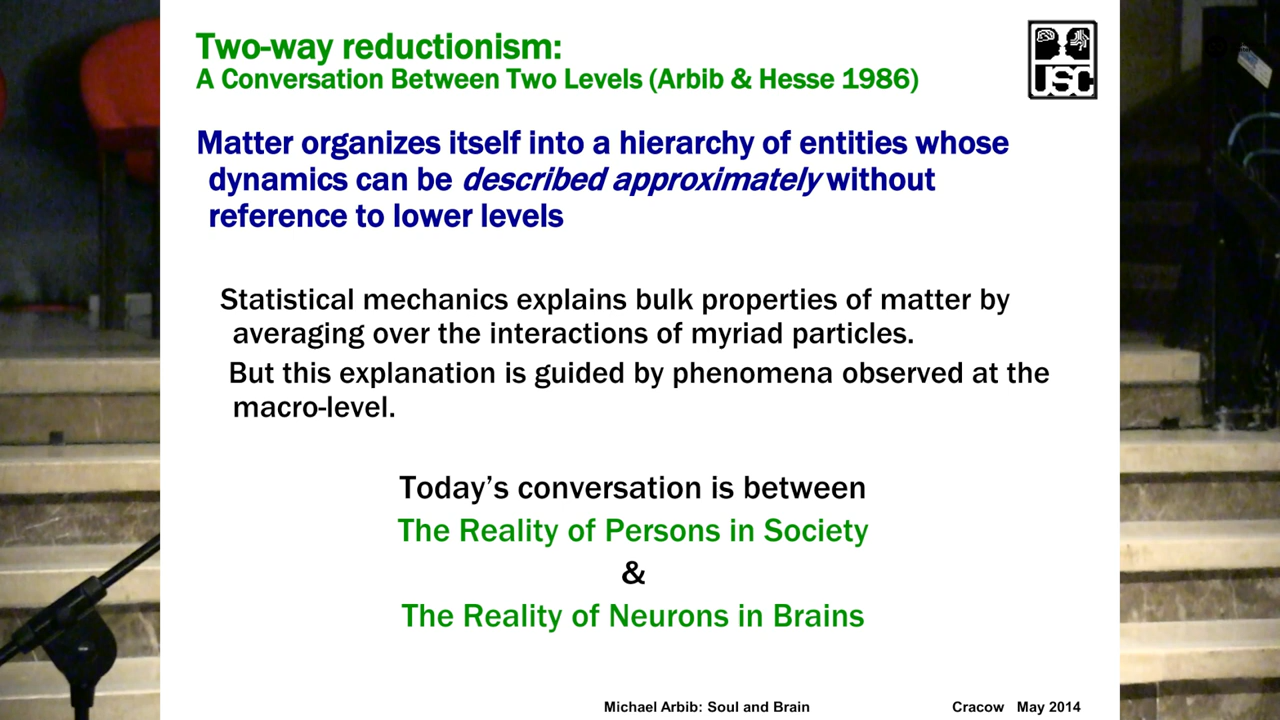 Two-way reductionism:
A Conversation Between Two Levels (Arbib & Hesse 1986)
USC
Matter organizes itself into a hierarchy of entities whose
dynamics can be described approximately without
reference to lower levels
Statistical mechanics explains bulk properties of matter by
averaging over the interactions of myriad particles.
But this explanation is guided by phenomena observed at the
macro-level.
Today's conversation is between
The Reality of Persons in Society
&
The Reality of Neurons in Brains
Michael Arbib: Soul and Brain
Cracow May 2014